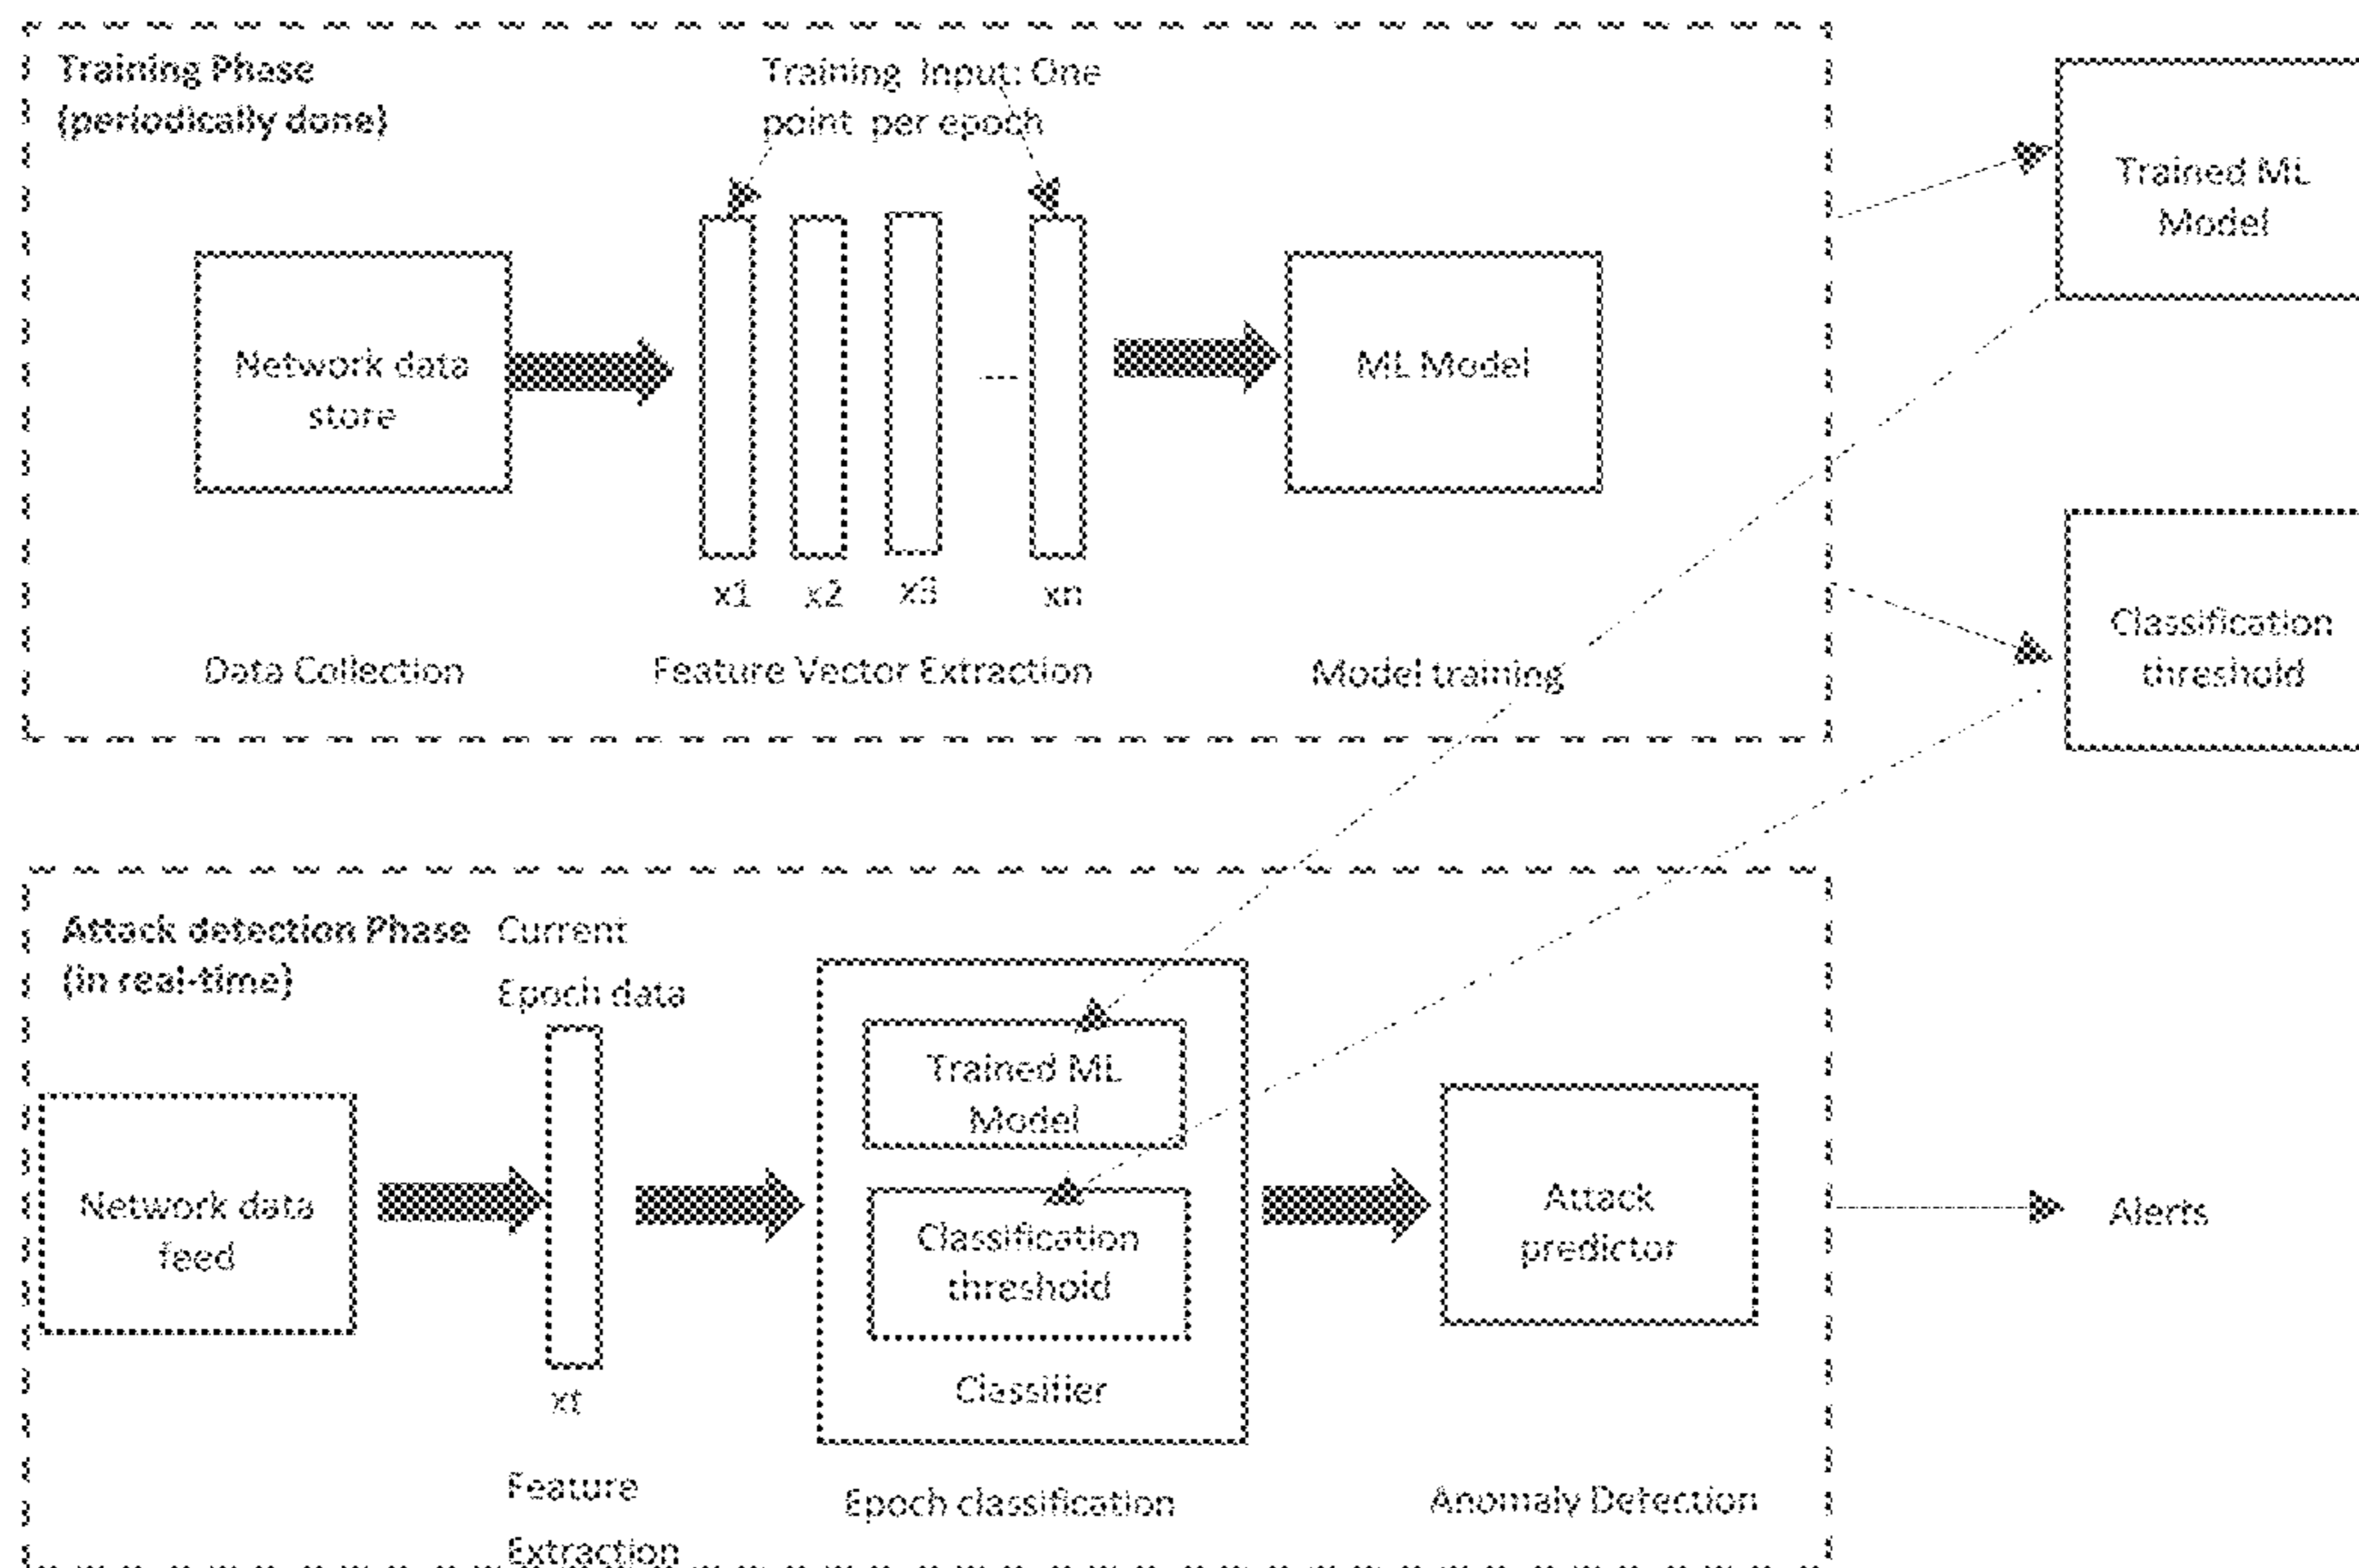 Training Phase
(periodically done)
Training Input: One
point per epoch
Trained ML
Model
Network data
store
ML Model
x1 x2 x3 xn
Classification
threshold
Data Collection
Feature Vector Extraction
Model training
Attack detection Phase
(in real-time)
Current
Epoch data
Trained ML
Model
Network data
feed
Attack
predictor
Classification
threshold
Alerts
Classifier
xt
Feature
Extraction
Epoch classification
Anomaly Detection